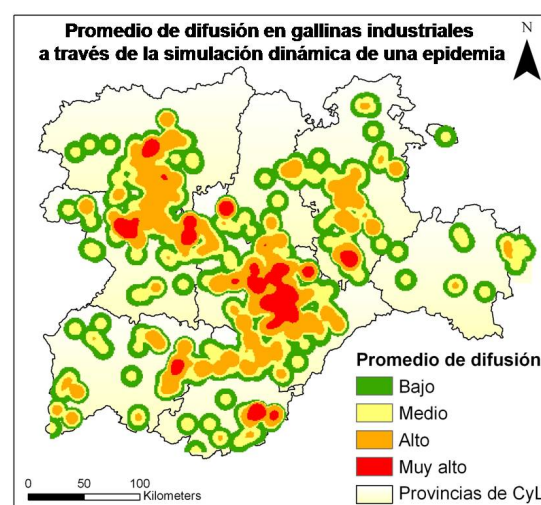 Promedio de difusión en gallinas industriales
a través de la simulación dinámica de una epidemia
N
Promedio de difusión
Bajo
Medio
Alto
Muy alto
Provincias de CyL
0 50 100
Kilometers